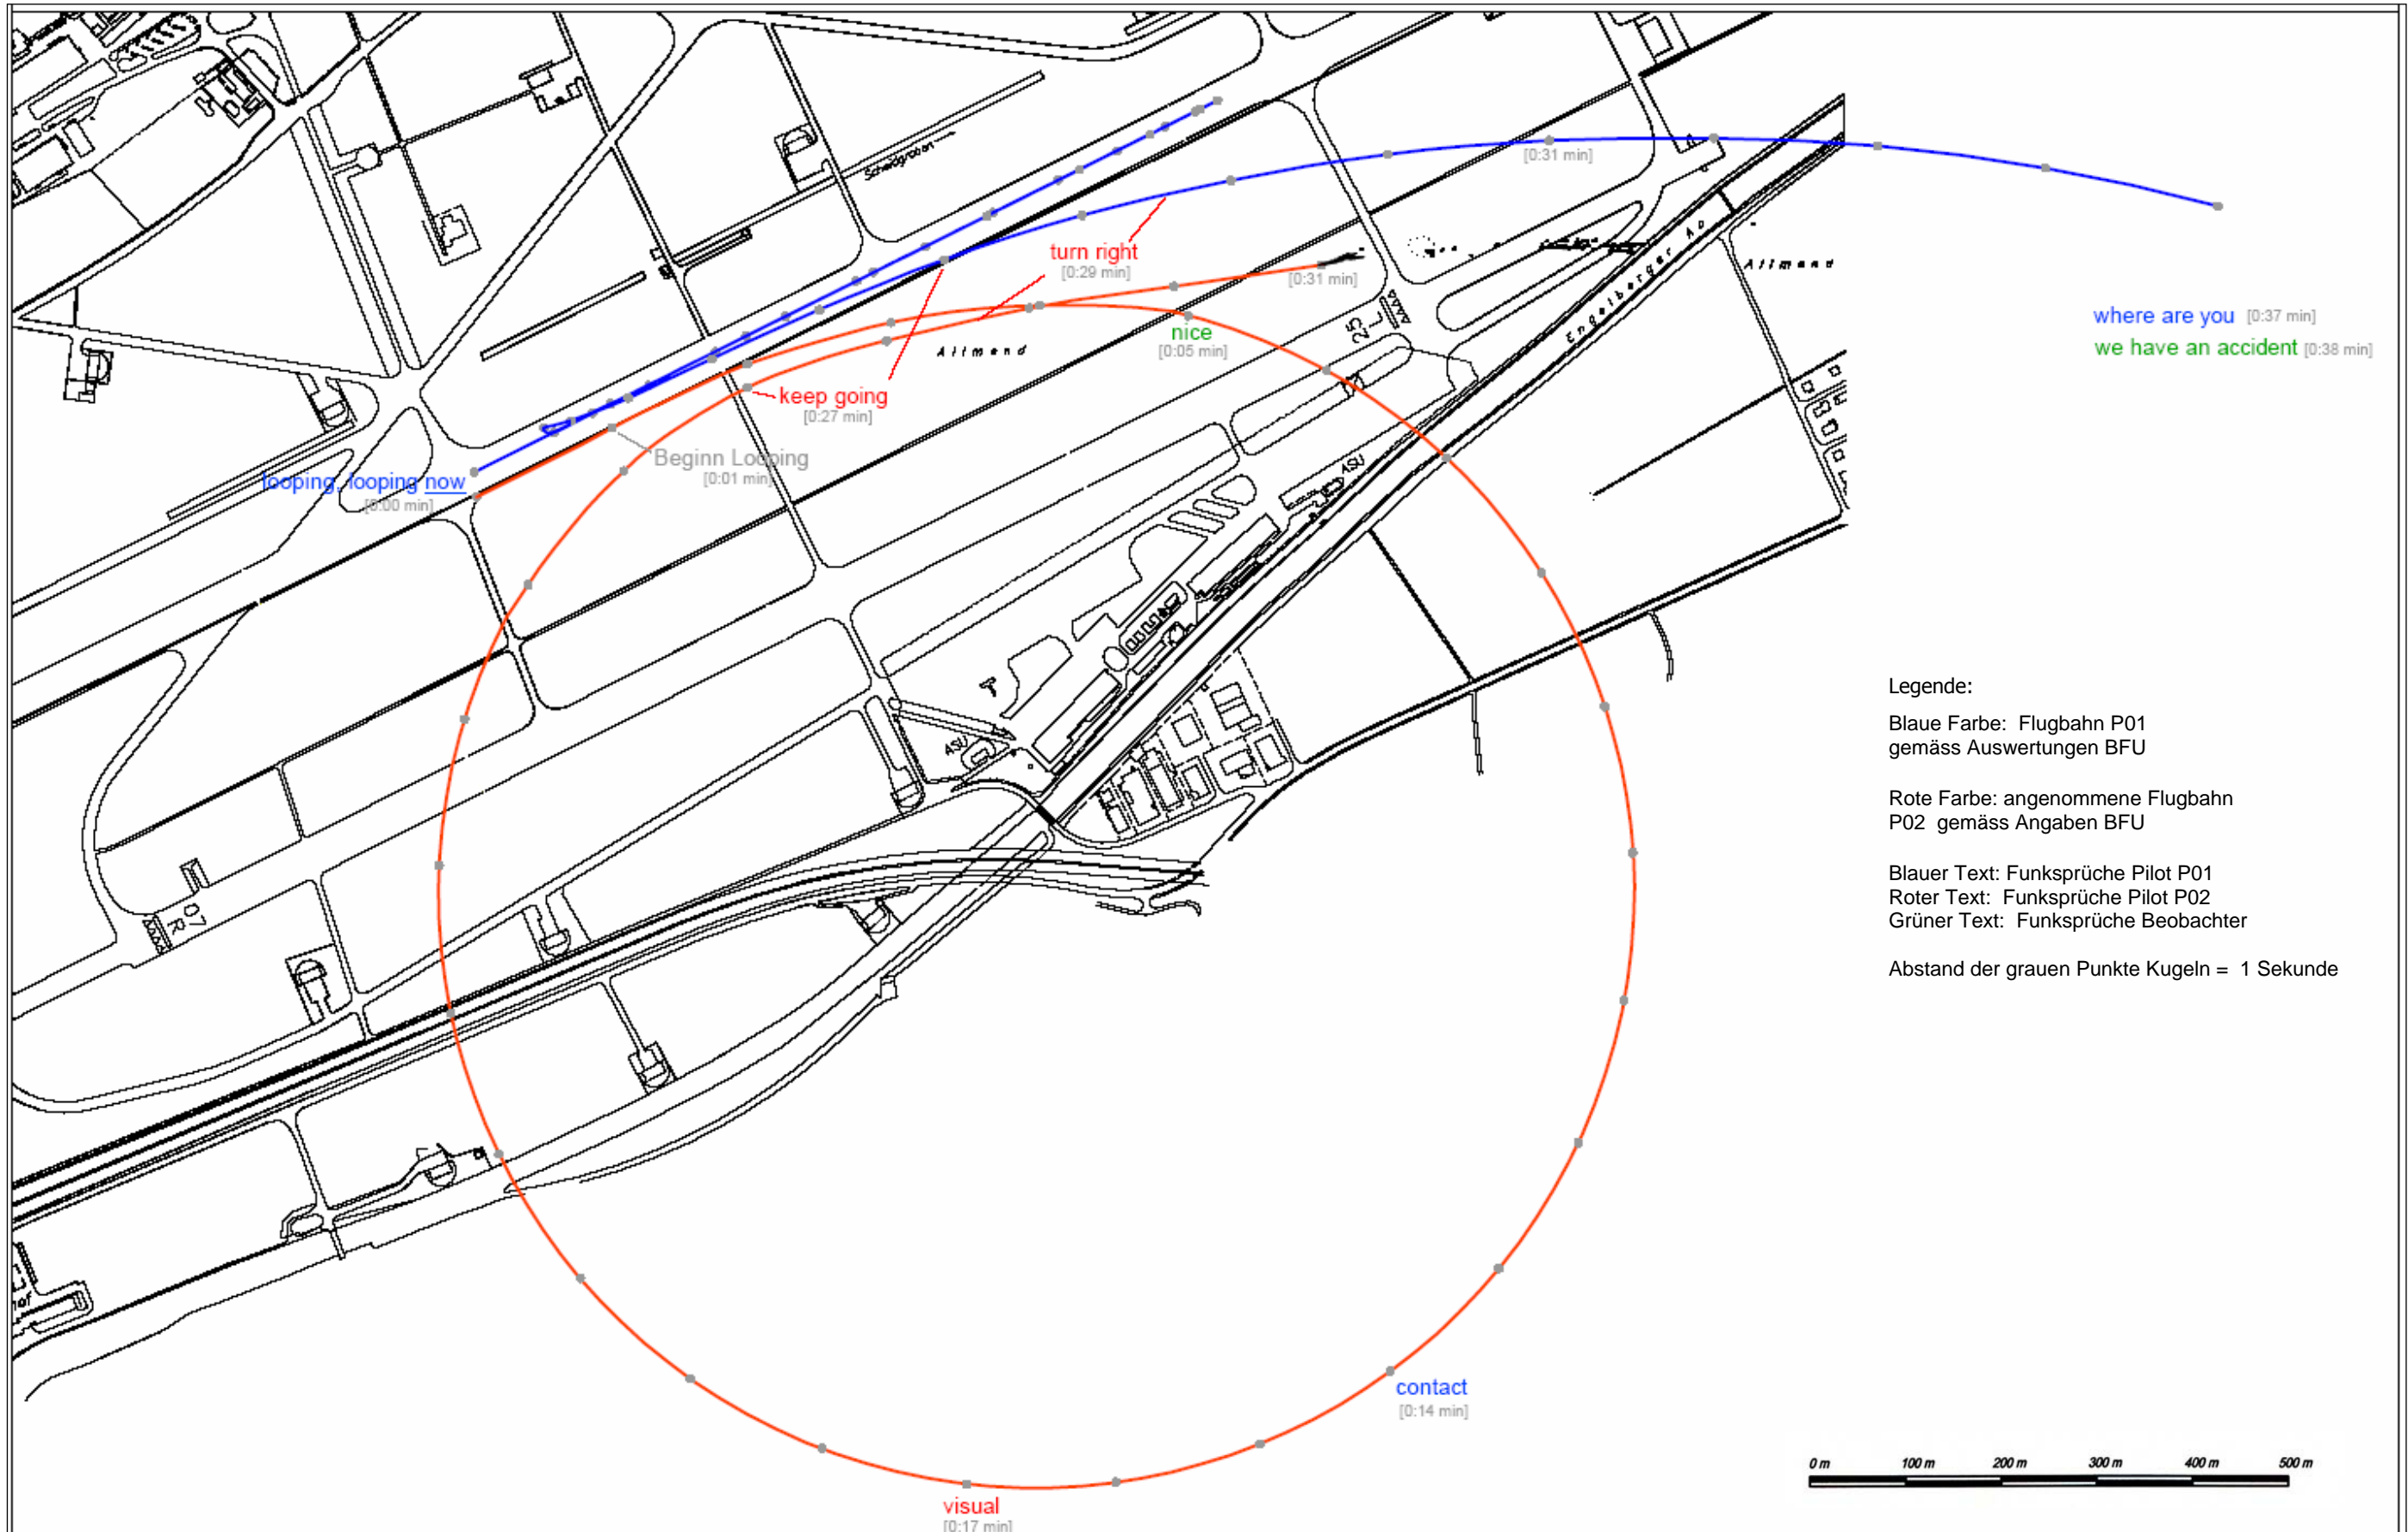 Schiessgraben
[0:31 min]
turn right
[0:29 min]
[0:31 min]
Engelberger Aa
Allmend
where are you [0:37 min]
we have an accident [0:38 min]
nice
[0:05 min]
25
L
Allmend
keep going
[0:27 min]
Beginn Looping
[0:01 min]
looping, looping now
[0:00 min]
ASU
T
ASU
07
R
Legende:
Blaue Farbe: Flugbahn P01
gemäss Auswertungen BFU
Rote Farbe: angenommene Flugbahn
P02 gemäss Angaben BFU
Blauer Text: Funksprüche Pilot P01
Roter Text: Funksprüche Pilot P02
Grüner Text: Funksprüche Beobachter
Abstand der grauen Punkte Kugeln = 1 Sekunde
contact
[0:14 min]
visual
[0:17 min]
0 m 100 m 200 m 300 m 400 m 500 m